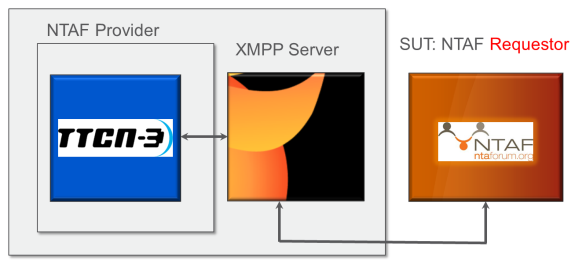 NTAF Provider
XMPP Server
SUT: NTAF Requestor
TTCN-3
NTAF
ntaforum.org